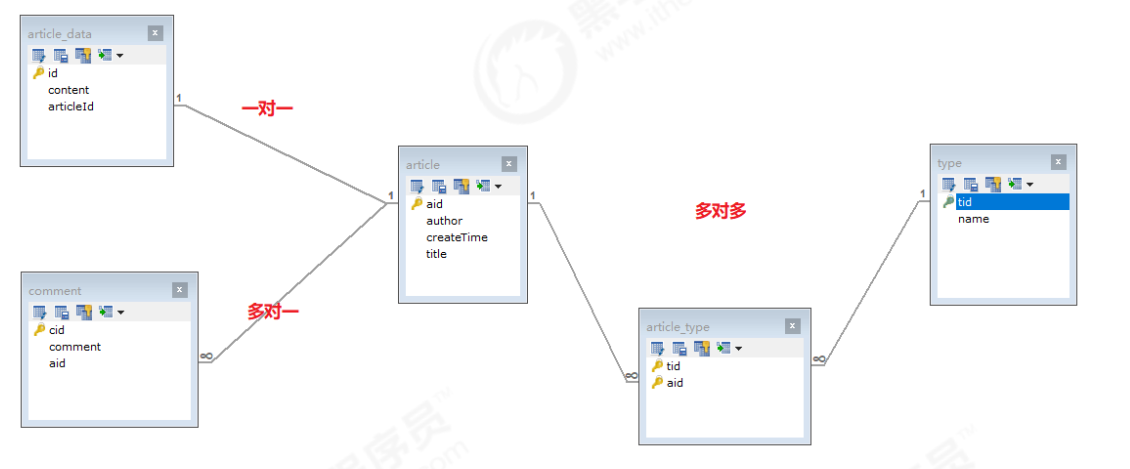 article_data
id
content
articleId
1
一对一
article
1
aid
author
createTime
title
1
多对多
type
1
tid
name
comment
cid
comment
aid
∞
多对一
article_type
tid
aid
∞
∞